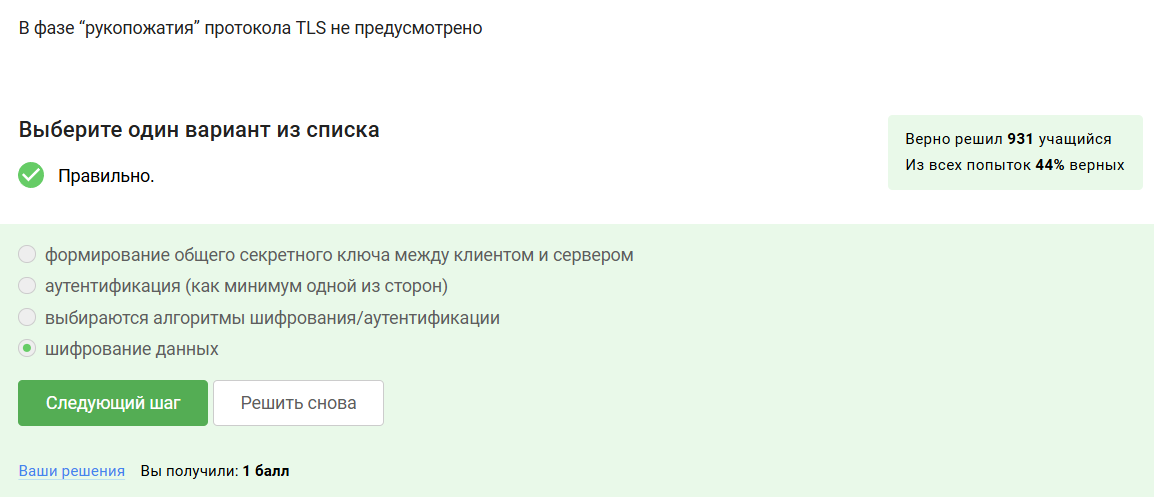 В фазе “рукопожатия” протокола TLS не предусмотрено
Выберите один вариант из списка
Правильно.
Верно решил 931 учащийся
Из всех попыток 44% верных
формирование общего секретного ключа между клиентом и сервером
аутентификация (как минимум одной из сторон)
выбираются алгоритмы шифрования/аутентификации
шифрование данных
Следующий шаг
Решить снова
Ваши решения Вы получили: 1 балл